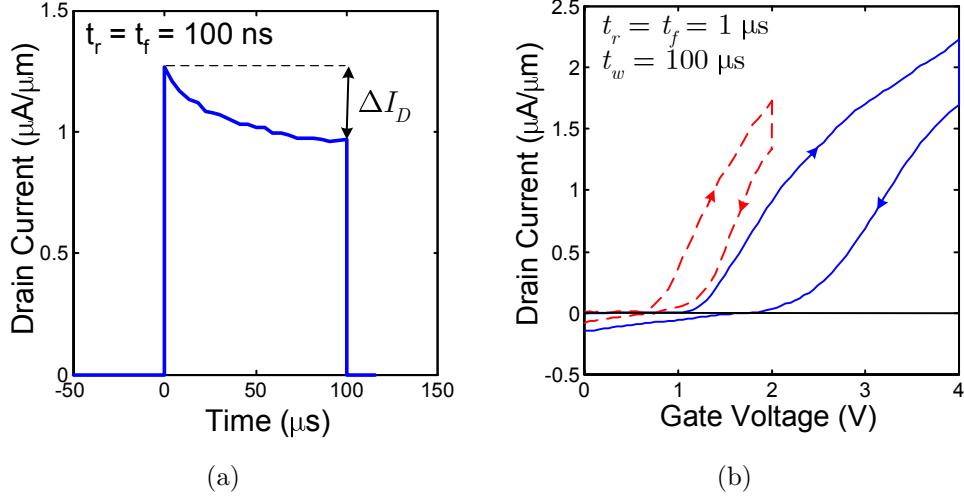 1.5
1
0.5
0
-50
0
50
100
150
t_r = t_f = 100 ns
ΔI_D
Drain Current (μA/μm)
Time (μs)
(a)
2.5
2
1.5
1
0.5
0
-0.5
0
1
2
3
4
t_r = t_f = 1 μs
t_w = 100 μs
Drain Current (μA/μm)
Gate Voltage (V)
(b)